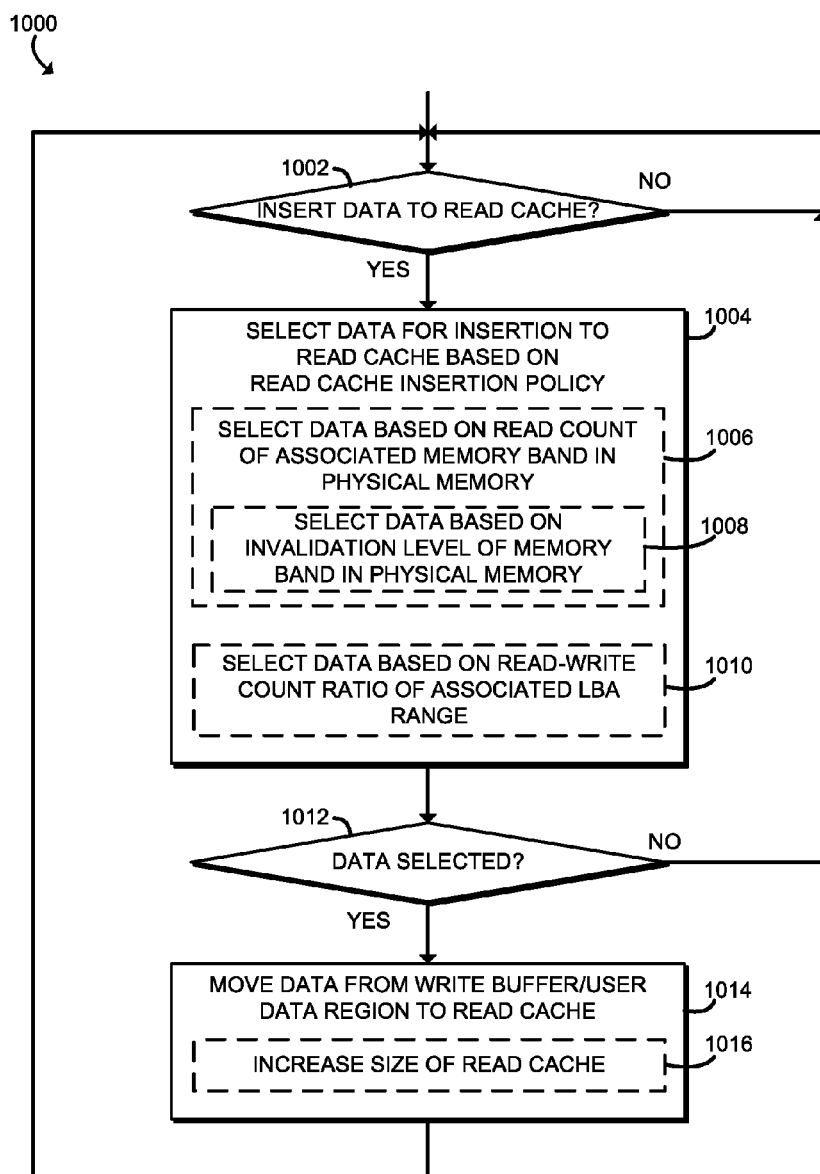 1000
1002
NO
INSERT DATA TO READ CACHE?
YES
1004
SELECT DATA FOR INSERTION TO
READ CACHE BASED ON
READ CACHE INSERTION POLICY
1006
SELECT DATA BASED ON READ COUNT
OF ASSOCIATED MEMORY BAND IN
PHYSICAL MEMORY
1008
SELECT DATA BASED ON
INVALIDATION LEVEL OF MEMORY
BAND IN PHYSICAL MEMORY
1010
SELECT DATA BASED ON READ-WRITE
COUNT RATIO OF ASSOCIATED LBA
RANGE
1012
NO
DATA SELECTED?
YES
1014
MOVE DATA FROM WRITE BUFFER/USER
DATA REGION TO READ CACHE
1016
INCREASE SIZE OF READ CACHE